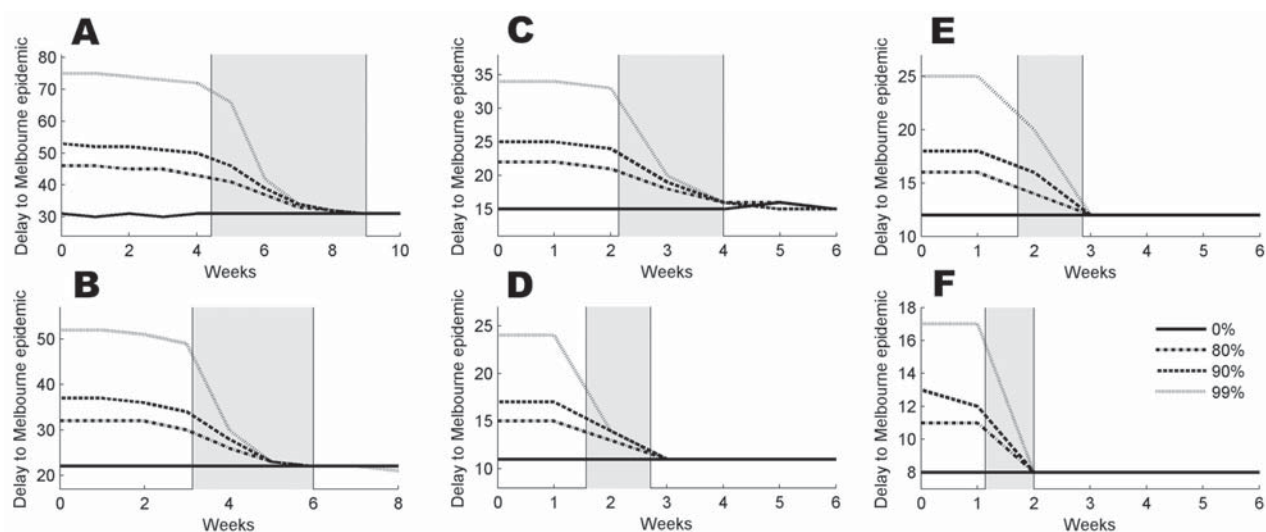 A
Delay to Melbourne epidemic
80
70
60
50
40
30
0 2 4 6 8 10
Weeks
C
Delay to Melbourne epidemic
35
30
25
20
15
0 1 2 3 4 5 6
Weeks
E
Delay to Melbourne epidemic
25
20
15
10
0 1 2 3 4 5 6
Weeks
B
Delay to Melbourne epidemic
50
40
30
20
0 2 4 6 8
Weeks
D
Delay to Melbourne epidemic
25
20
15
10
0 1 2 3 4 5 6
Weeks
F
Delay to Melbourne epidemic
18
16
14
12
10
8
0 1 2 3 4 5 6
Weeks
0%
80%
90%
99%